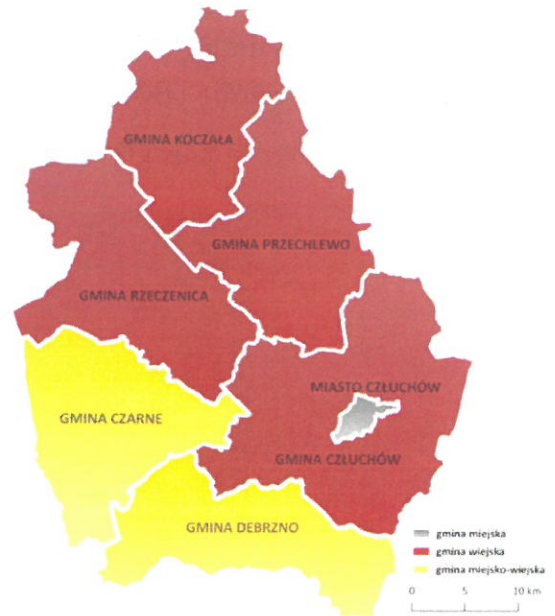 GMINA KOCZAŁA
GMINA PRZECHLEWO
GMINA RZECZENICA
MIASTO CZŁUCHÓW
GMINA CZARNE
GMINA CZŁUCHÓW
GMINA DEBRZNO
gmina miejska
gmina wiejska
gmina miejsko-wiejska
0 5 10 km